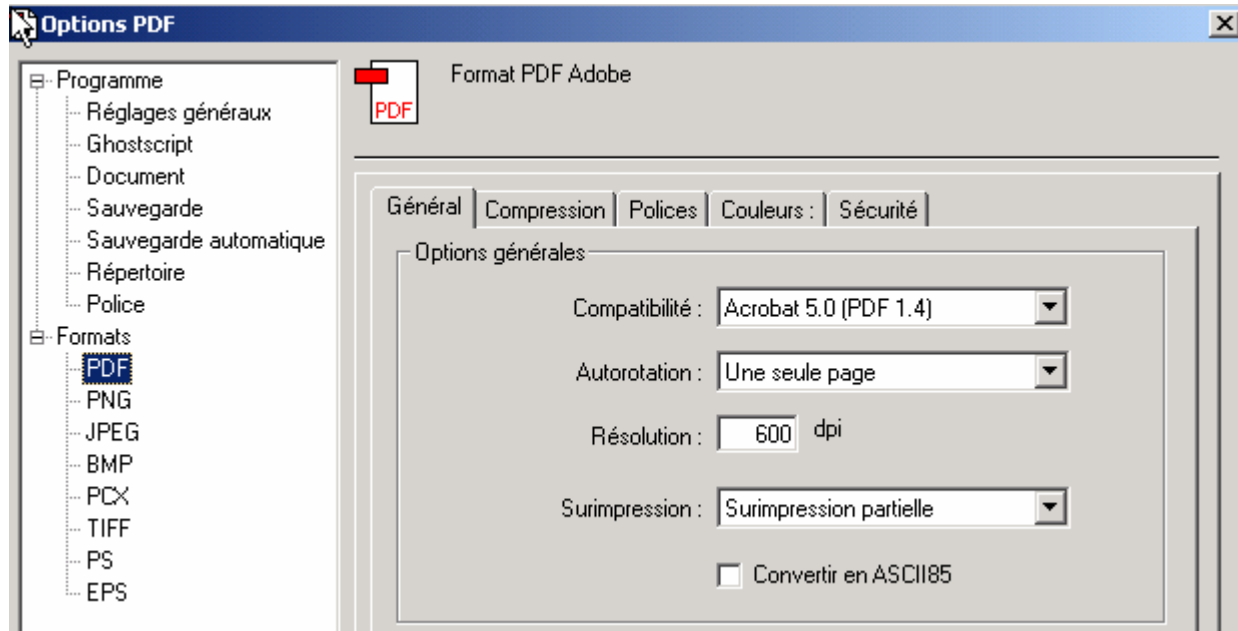 Options PDF
Programme
Réglages généraux
Ghostscript
Document
Sauvegarde
Sauvegarde automatique
Répertoire
Police
Formats
PDF
PNG
JPEG
BMP
PCX
TIFF
PS
EPS
PDF
Format PDF Adobe
Général Compression Polices Couleurs : Sécurité
Options générales
Compatibilité : Acrobat 5.0 (PDF 1.4)
Autorotation : Une seule page
Résolution : 600 dpi
Surimpression : Surimpression partielle
Convertir en ASCII85